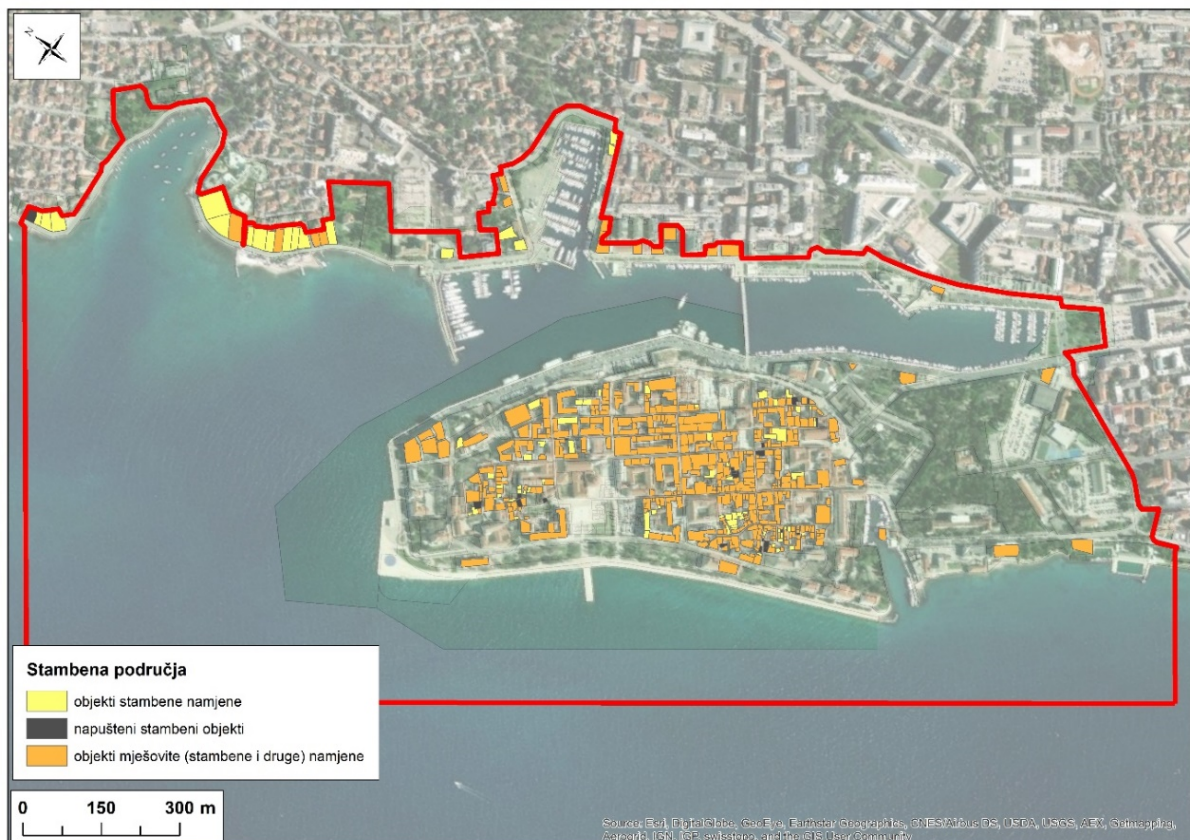 N
Stambena područja
objekti stambene namjene
napušteni stambeni objekti
objekti mješovite (stambene i druge) namjene
0 150 300 m
Source: Esri, DigitalGlobe, GeoEye, Earthstar Geographics, CNES/Airbus DS, USDA, USGS, AEX, Getmapping,
Aerogrid, IGN, IGP, swisstopo, and the GIS User Community